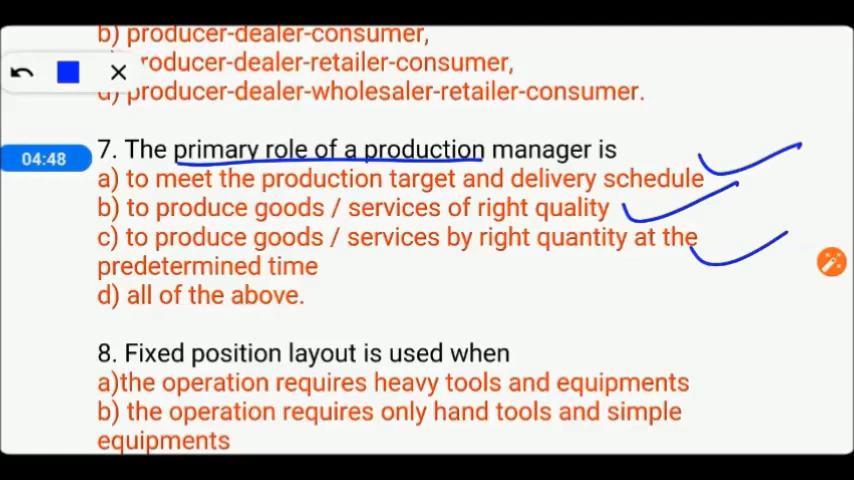 b) producer-dealer-consumer,
roducer-dealer-retailer-consumer,
d) producer-dealer-wholesaler-retailer-consumer.
7. The primary role of a production manager is
04:48
a) to meet the production target and delivery schedule
b) to produce goods / services of right quality
c) to produce goods / services by right quantity at the
predetermined time
d) all of the above.
8. Fixed position layout is used when
a)the operation requires heavy tools and equipments
b) the operation requires only hand tools and simple
equipments